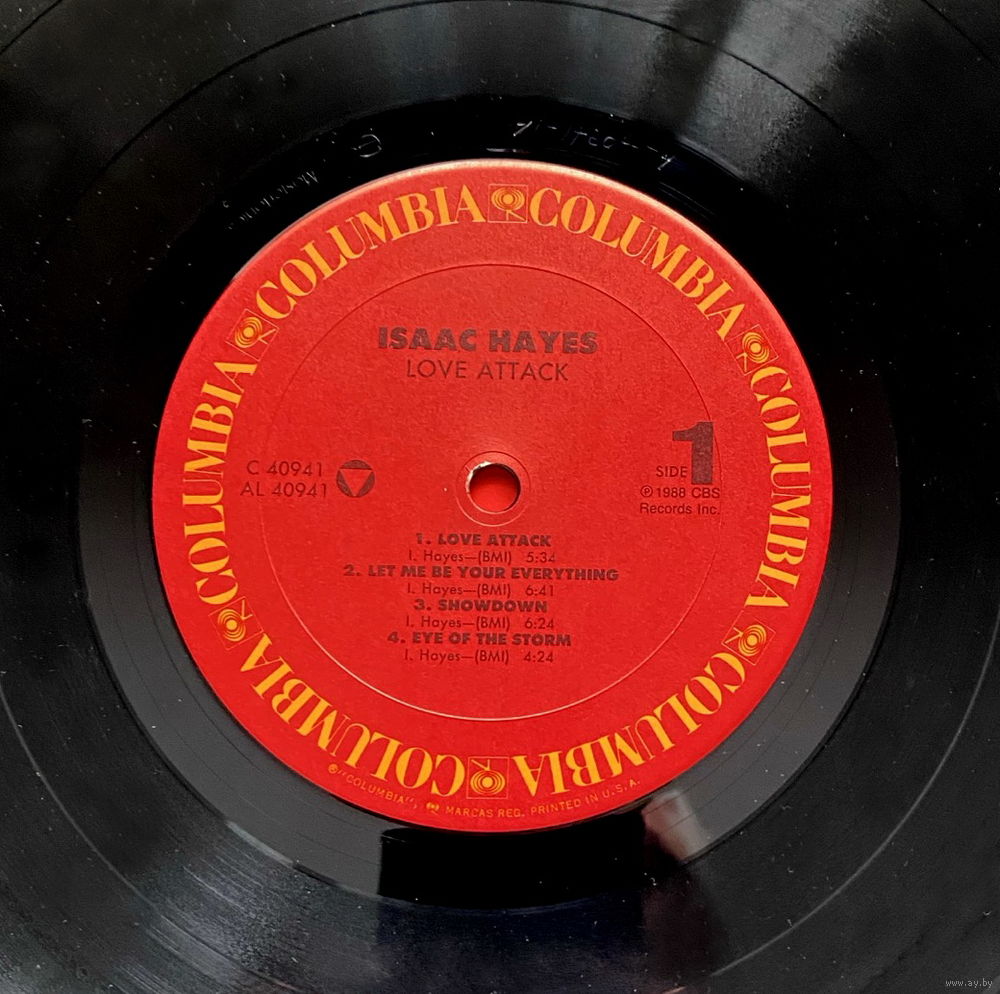 COLUMBIA COLUMBIA COLUMBIA COLUMBIA COLUMBIA COLUMBIA COLUMBIA
ISAAC HAYES
LOVE ATTACK
C 40941
AL 40941
SIDE 1
℗ 1988 CBS
Records Inc.
1. LOVE ATTACK
I. Hayes—(BMI) 5:34
2. LET ME BE YOUR EVERYTHING
I. Hayes—(BMI) 6:41
3. SHOWDOWN
I. Hayes—(BMI) 6:24
4. EYE OF THE STORM
I. Hayes—(BMI) 4:24
® "COLUMBIA", MARCAS REG. PRINTED IN U.S.A.
www.ay.by